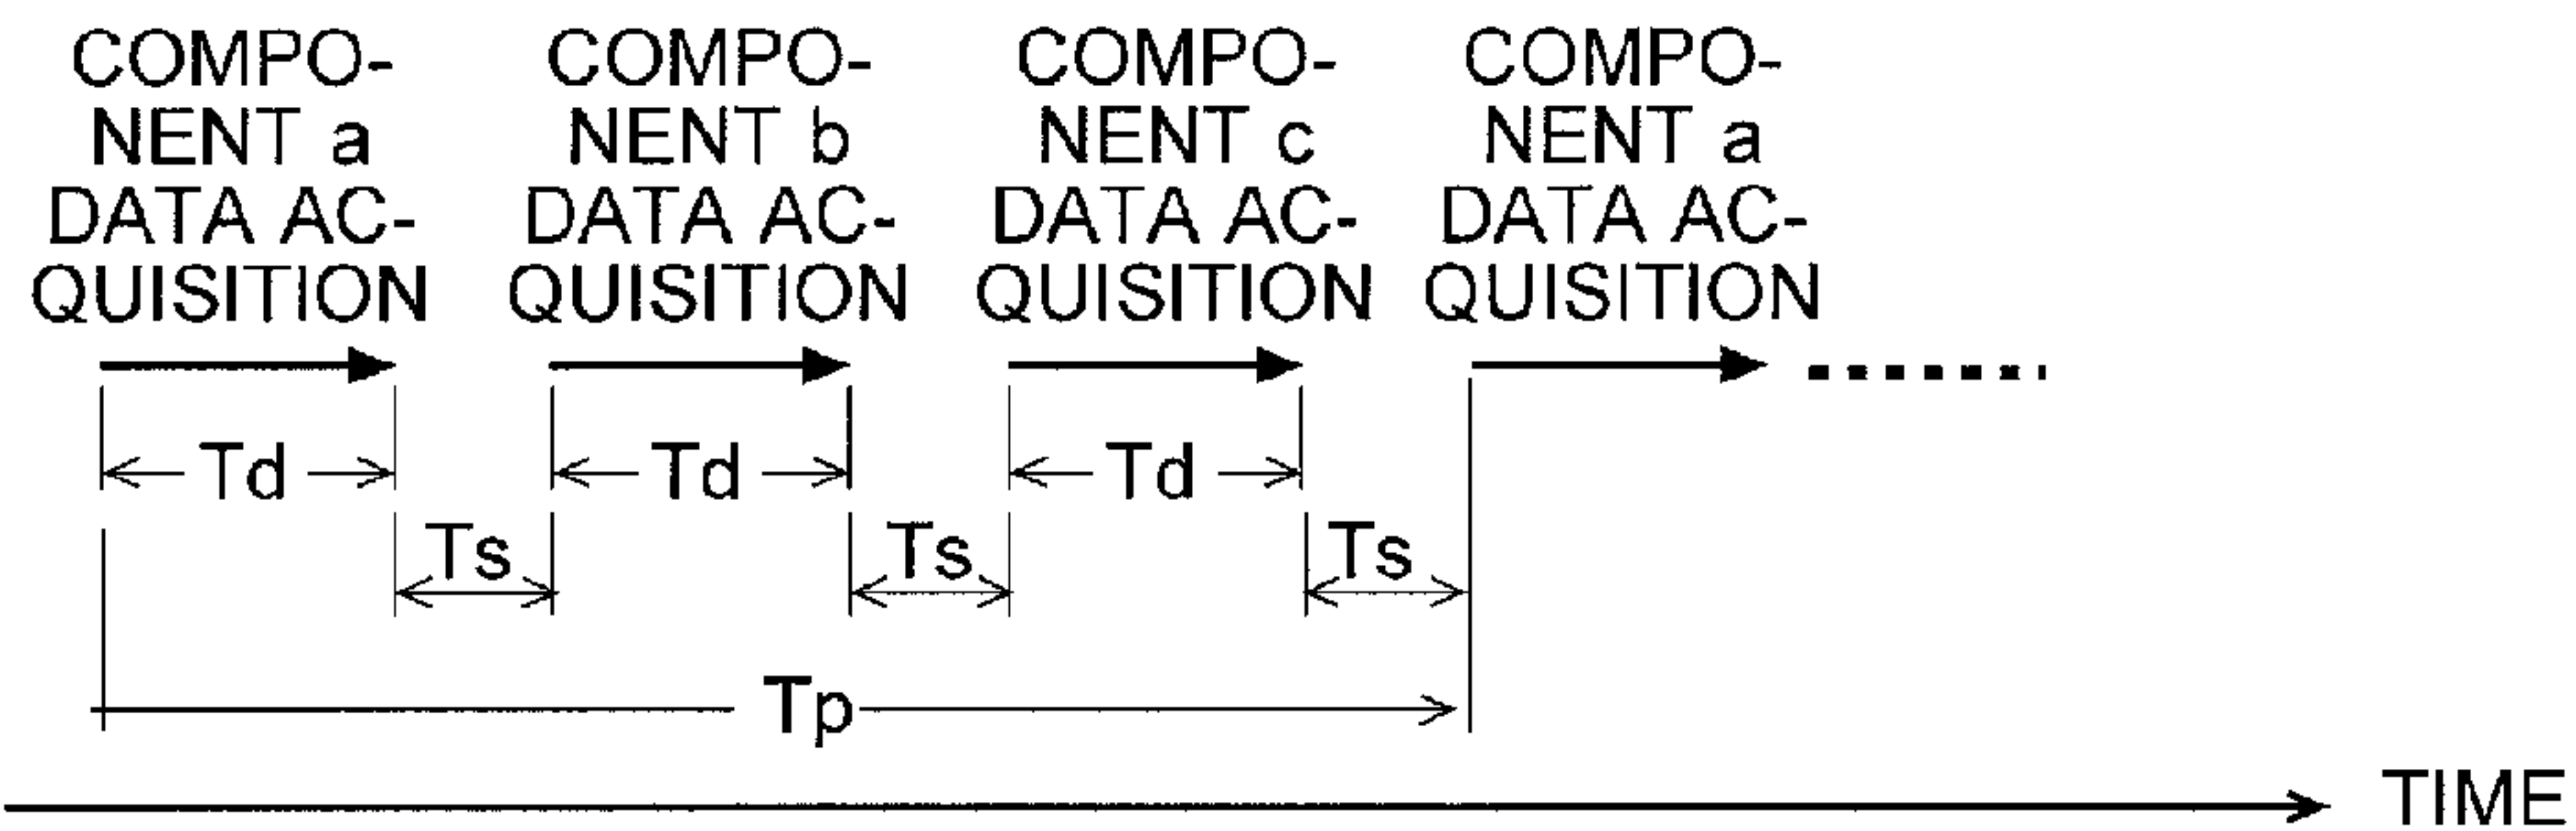 COMPO-
NENT a
DATA AC-
QUISITION
COMPO-
NENT b
DATA AC-
QUISITION
COMPO-
NENT c
DATA AC-
QUISITION
COMPO-
NENT a
DATA AC-
QUISITION
Td
Td
Td
Ts
Ts
Ts
Tp
TIME